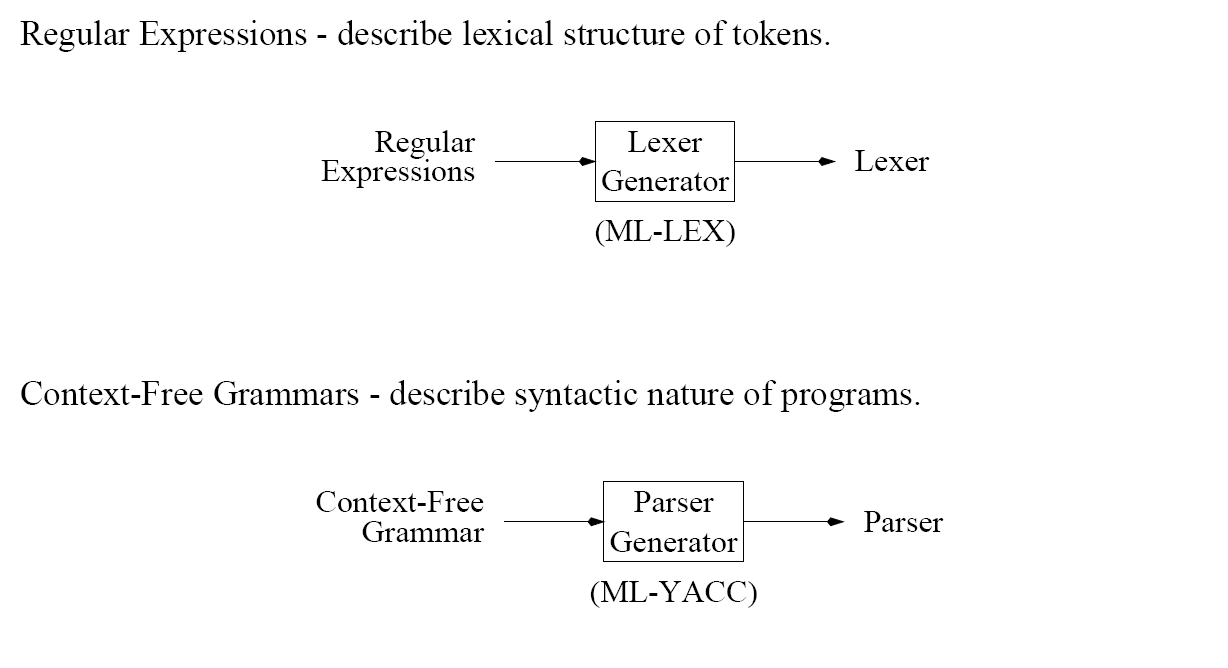 Regular Expressions - describe lexical structure of tokens.
Regular
Expressions
Lexer
Generator
Lexer
(ML-LEX)
Context-Free Grammars - describe syntactic nature of programs.
Context-Free
Grammar
Parser
Generator
Parser
(ML-YACC)